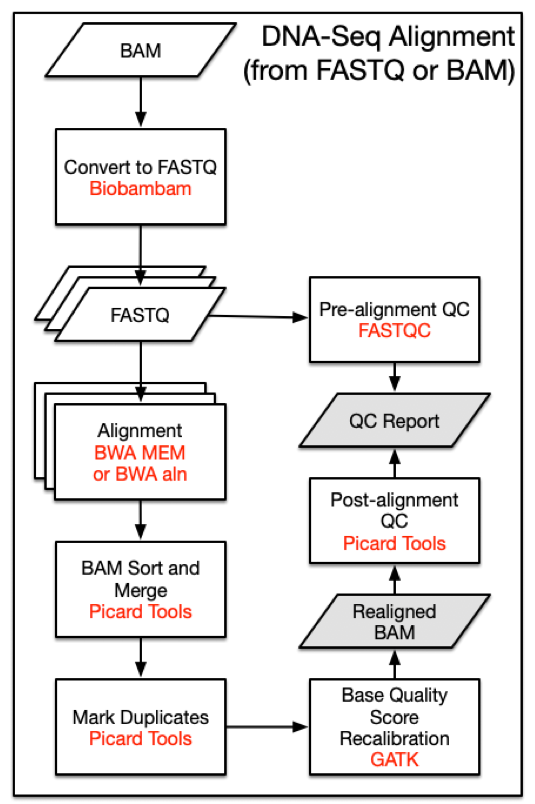 DNA-Seq Alignment
(from FASTQ or BAM)
BAM
Convert to FASTQ
Biobambam
FASTQ
Pre-alignment QC
FASTQC
QC Report
Alignment
BWA MEM
or BWA aln
Post-alignment
QC
Picard Tools
BAM Sort and
Merge
Picard Tools
Realigned
BAM
Mark Duplicates
Picard Tools
Base Quality
Score
Recalibration
GATK